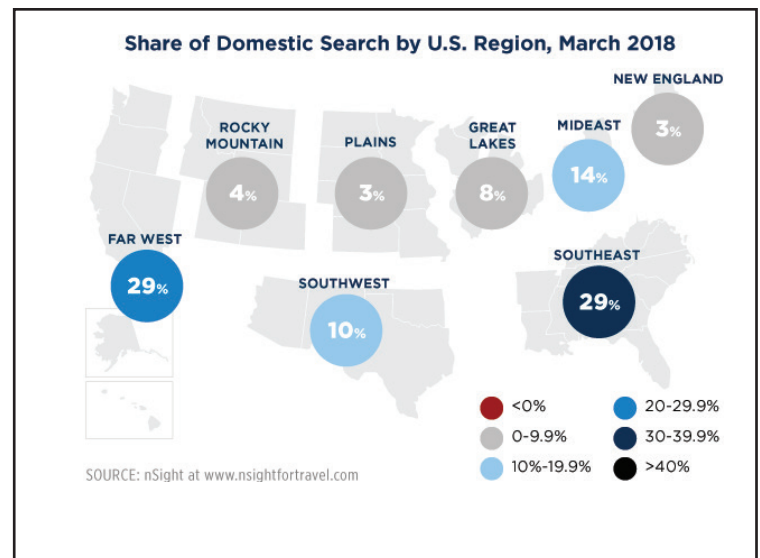 Share of Domestic Search by U.S. Region, March 2018
NEW ENGLAND
3%
ROCKY
MOUNTAIN
4%
PLAINS
3%
GREAT
LAKES
8%
MIDEAST
14%
FAR WEST
29%
SOUTHWEST
10%
SOUTHEAST
29%
<0%
0-9.9%
10%-19.9%
20-29.9%
30-39.9%
>40%
SOURCE: nSight at www.nsightfortravel.com